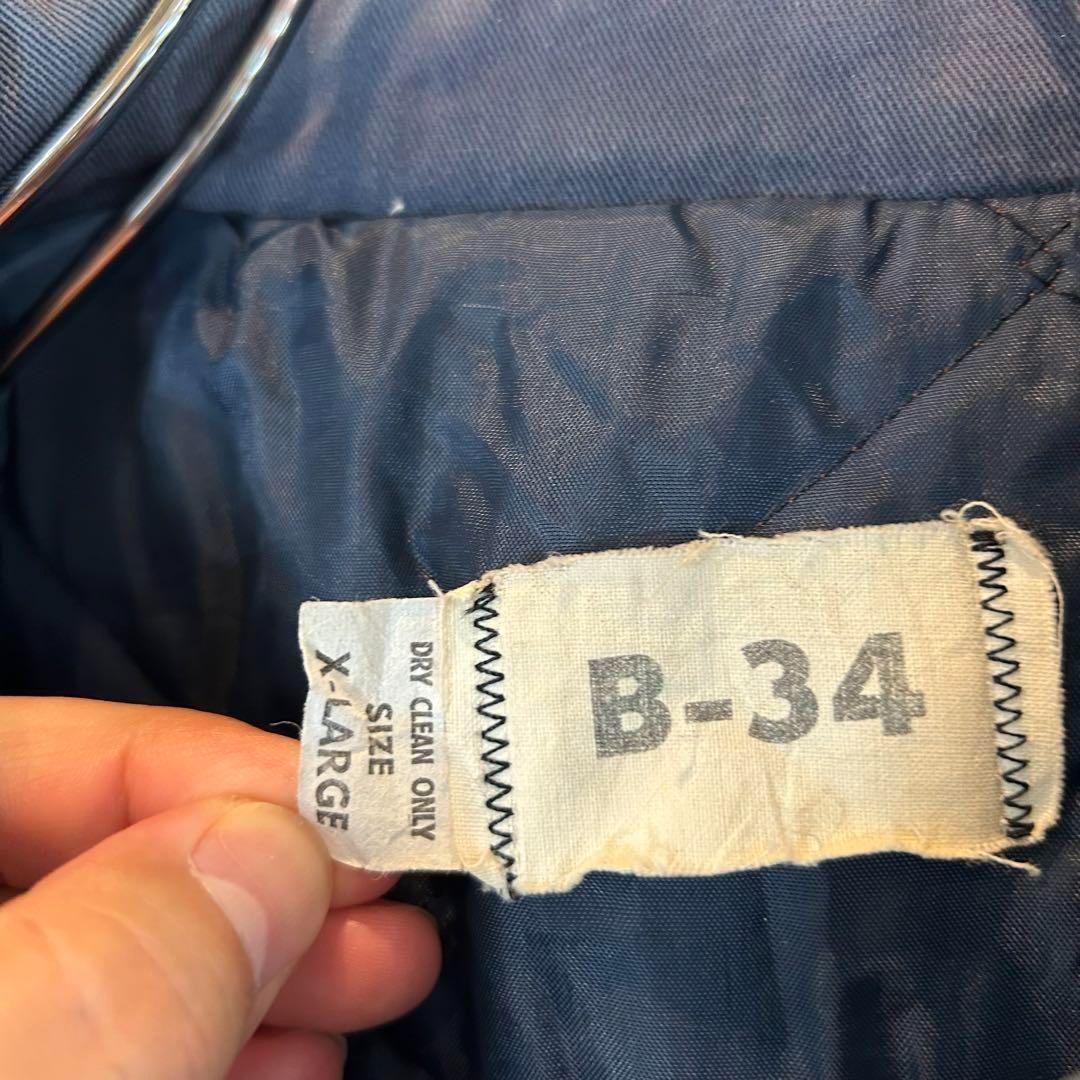 B-34
DRY CLEAN ONLY
SIZE
X-LARGE